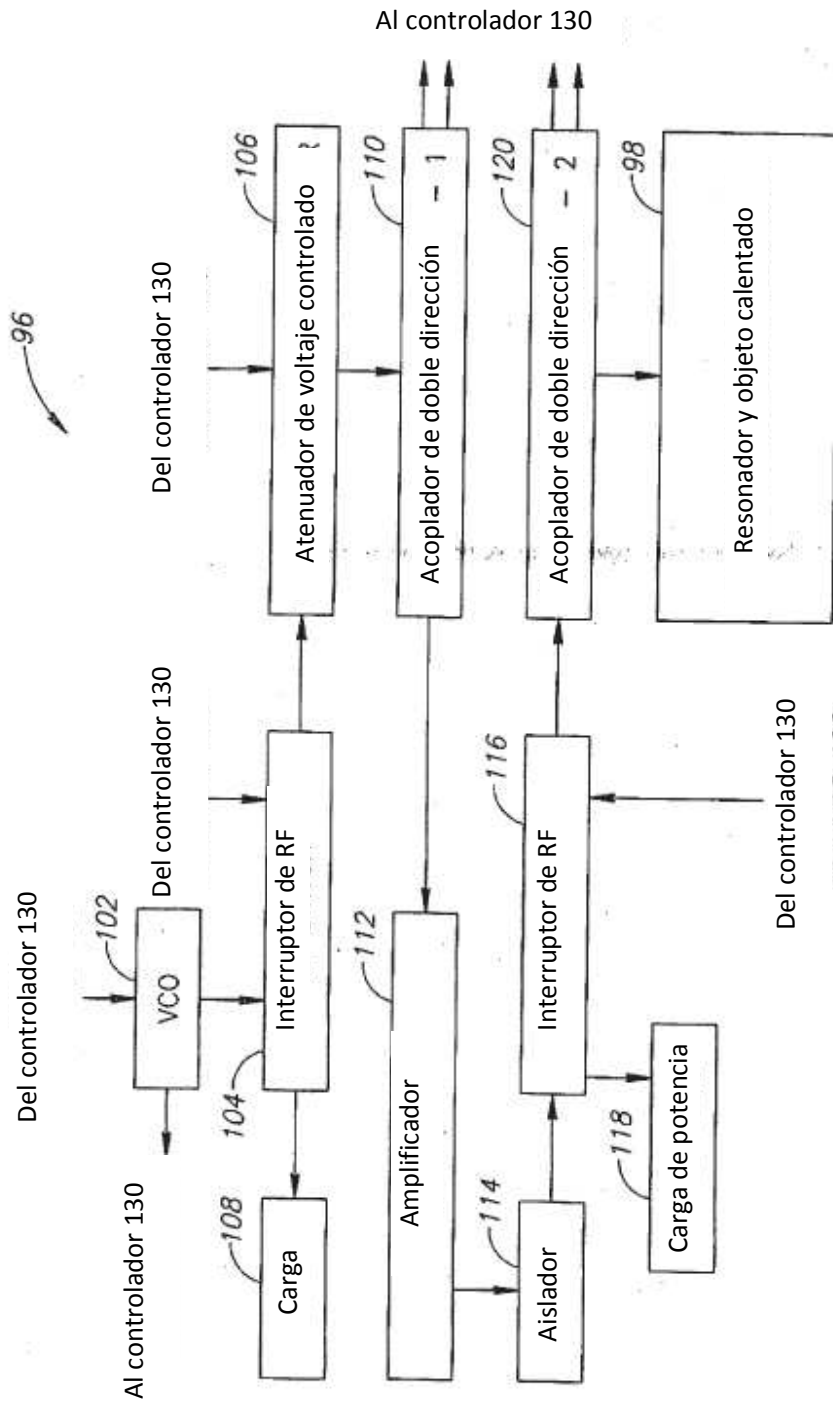 96
Del controlador 130
Al controlador 130
102
VCO
Del controlador 130
Del controlador 130
Al controlador 130
104
Interruptor de RF
106
Atenuador de voltaje controlado
108
Carga
110
Acoplador de doble dirección - 1
112
Amplificador
114
Aislador
116
Interruptor de RF
120
Acoplador de doble dirección - 2
118
Carga de potencia
Del controlador 130
98
Resonador y objeto calentado